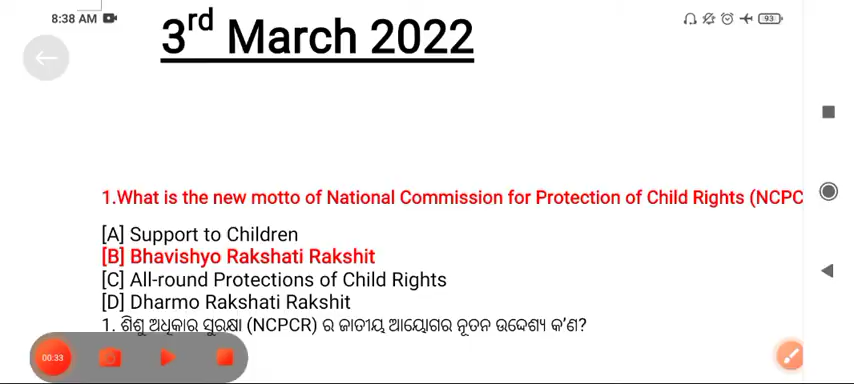 8:38 AM
93
3rd March 2022
1.What is the new motto of National Commission for Protection of Child Rights (NCPC
[A] Support to Children
[B] Bhavishyo Rakshati Rakshit
[C] All-round Protections of Child Rights
[D] Dharmo Rakshati Rakshit
1. ଶିଶୁ ଅଧିକାର ସୁରକ୍ଷା (NCPCR) ର ଜାତୀୟ ଆୟୋଗର ନୂତନ ଉଦ୍ଦେଶ୍ୟ କ'ଣ?
00:33